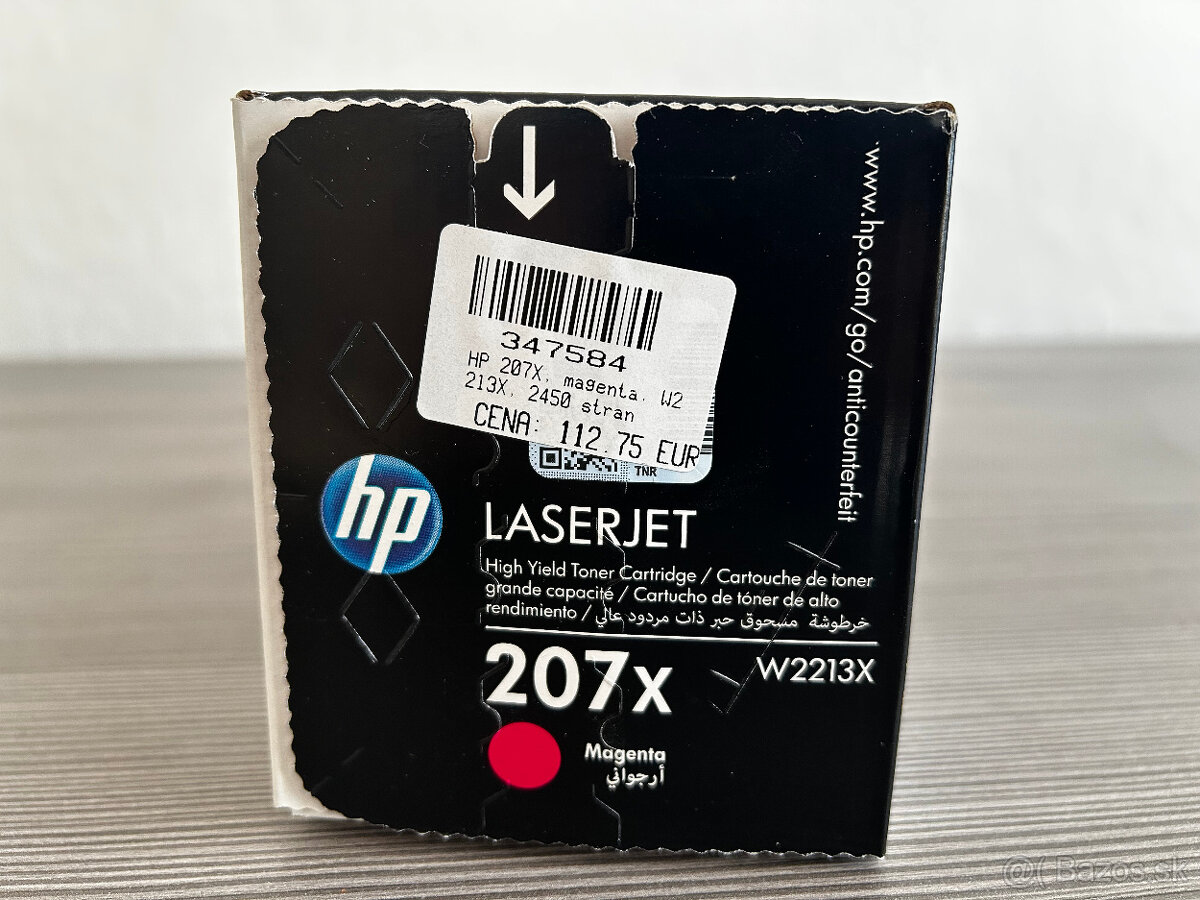 347584
HP 207X, magenta, W2
213X, 2450 stran
CENA: 112.75 EUR
TNR
www.hp.com/go/anticounterfeit
hp
LASERJET
High Yield Toner Cartridge / Cartouche de toner
grande capacité / Cartucho de tóner de alto
rendimiento / خرطوشة مسحوق حبر ذات مردود عالي
207X
W2213X
Magenta
أرجواني
@( Bazos.sk